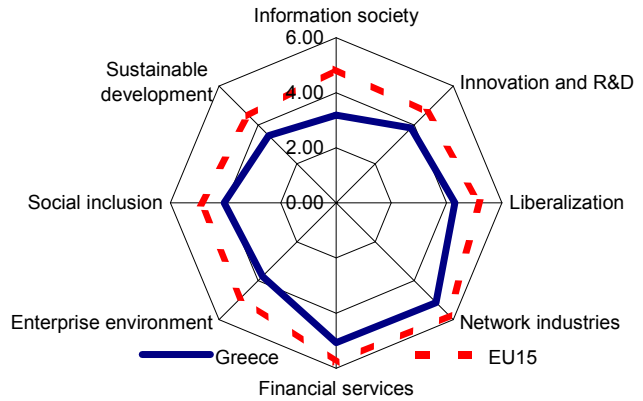 Information society
6.00
Sustainable
development
Innovation and R&D
4.00
2.00
Social inclusion
0.00
Liberalization
Enterprise environment
Network industries
Greece
EU15
Financial services